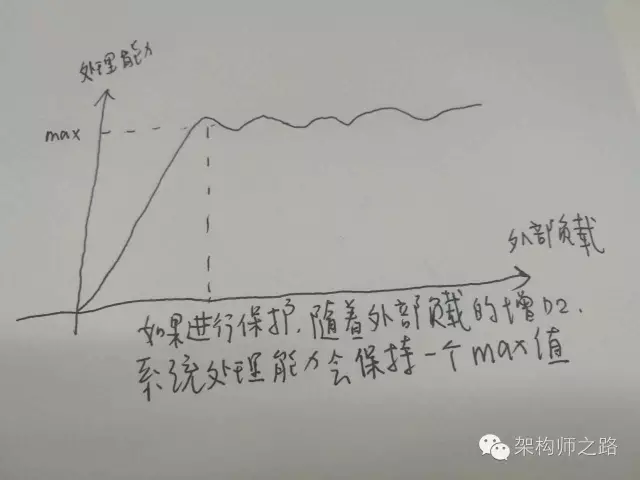 处理能力
max
外部负载
如果进行保护,随着外部负载的增加,
系统处理能力会保持一个max值
架构师之路